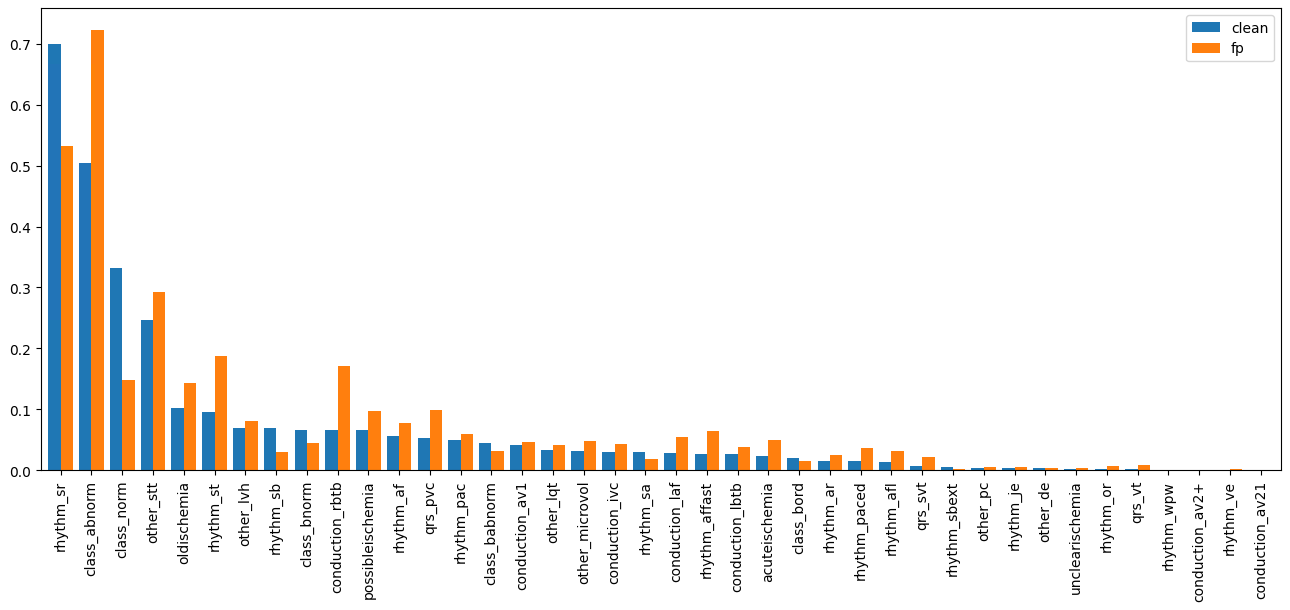 clean
fp
0.7
0.6
0.5
0.4
0.3
0.2
0.1
0.0
rhythm_sr
class_abnorm
class_norm
other_stt
oldischemia
rhythm_st
other_lvh
rhythm_sb
class_bnorm
conduction_rbtb
possibleischemia
rhythm_af
qrs_pvc
rhythm_pac
class_babnorm
conduction_av1
other_lqt
other_microvol
conduction_ivc
rhythm_sa
conduction_laf
rhythm_affast
conduction_lbtb
acuteischemia
class_bord
rhythm_ar
rhythm_paced
rhythm_afl
qrs_svt
rhythm_sbext
other_pc
rhythm_je
other_de
unclearischemia
rhythm_or
qrs_vt
rhythm_wpw
conduction_av2+
rhythm_ve
conduction_av21